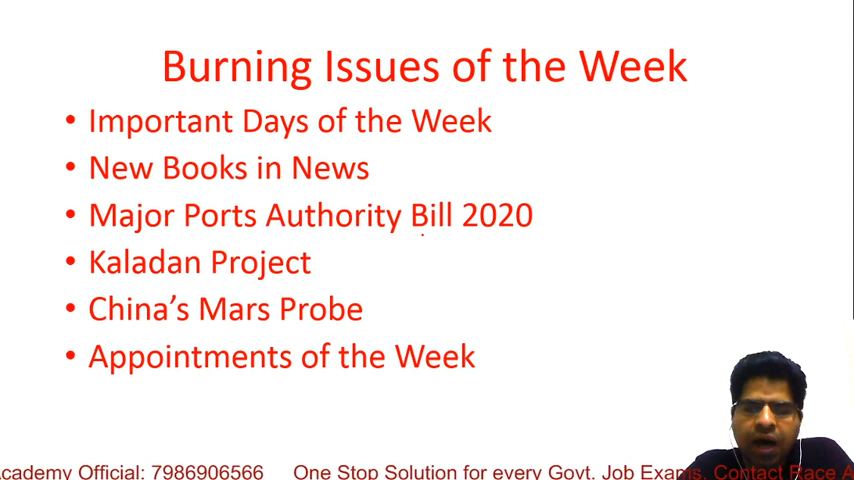 Burning Issues of the Week
• Important Days of the Week
• New Books in News
• Major Ports Authority Bill 2020
• Kaladan Project
• China's Mars Probe
• Appointments of the Week
cademy Official: 7986906566 One Stop Solution for every Govt. Job Exams. Contact Race A